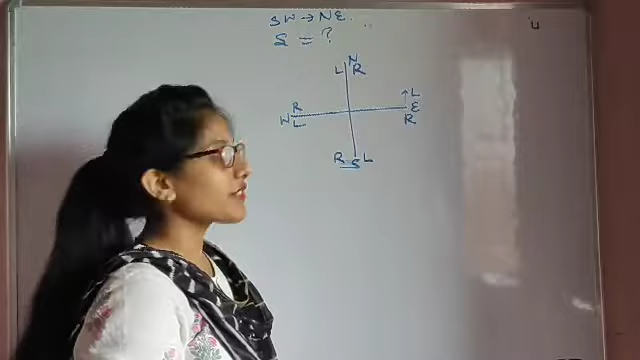 SW → NE.
S = ?
N
L R
R ↑ L
W E
L R
R S L